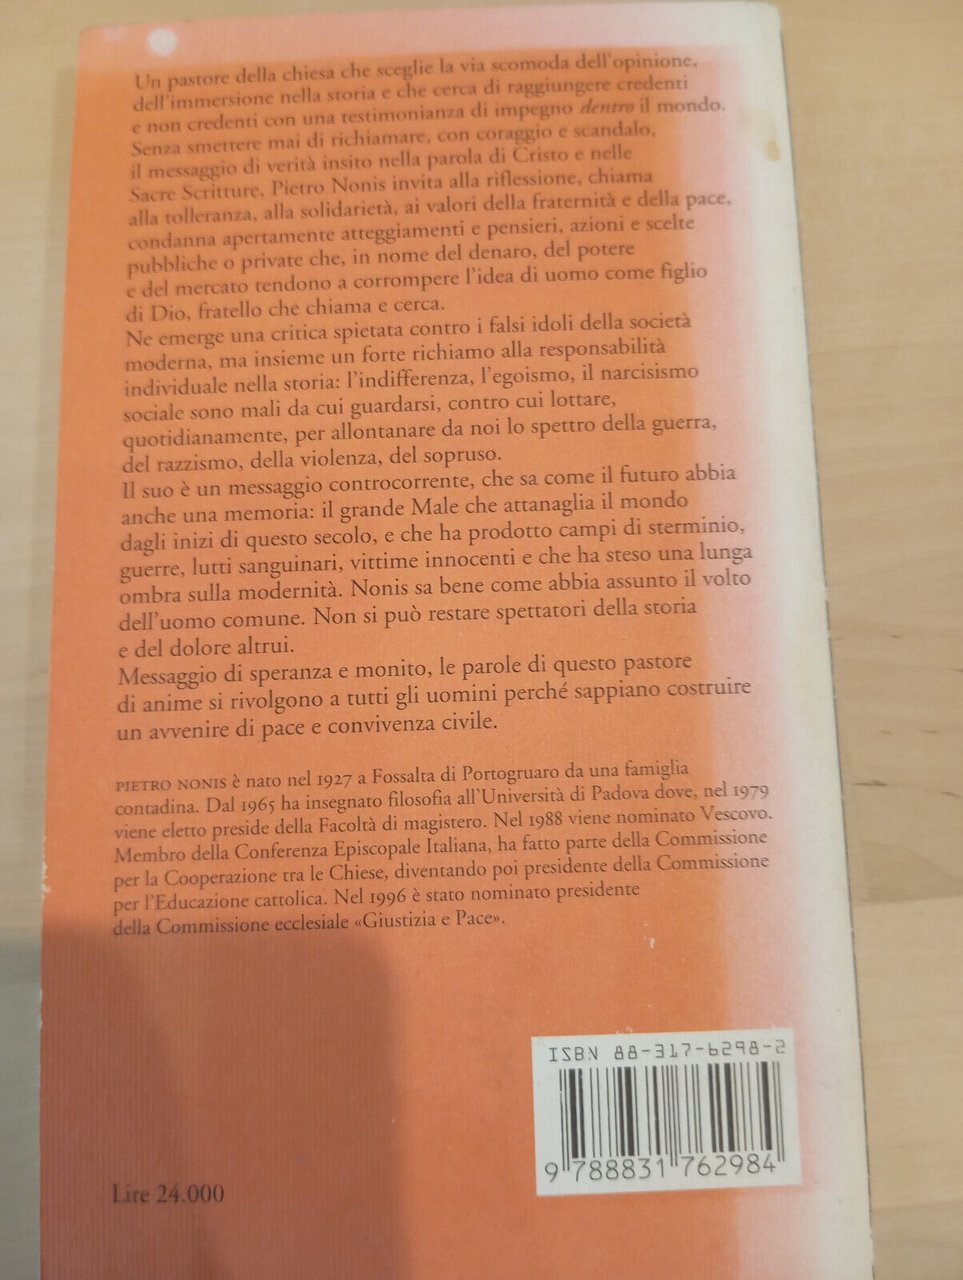 Un pastore della chiesa che sceglie la via scomoda dell'opinione,
dell'immersione nella storia e che cerca di raggiungere credenti
e non credenti con una testimonianza di impegno dentro il mondo.
Senza smettere mai di richiamare, con coraggio e scandalo,
il messaggio di verità insito nella parola di Cristo e nelle
Sacre Scritture, Pietro Nonis invita alla riflessione, chiama
alla tolleranza, alla solidarietà, ai valori della fraternità e della pace,
condanna apertamente atteggiamenti e pensieri, azioni e scelte
pubbliche o private che, in nome del denaro, del potere
e del mercato tendono a corrompere l'idea di uomo come figlio
di Dio, fratello che chiama e cerca.
Ne emerge una critica spietata contro i falsi idoli della società
moderna, ma insieme un forte richiamo alla responsabilità
individuale nella storia: l'indifferenza, l'egoismo, il narcisismo
sociale sono mali da cui guardarsi, contro cui lottare,
quotidianamente, per allontanare da noi lo spettro della guerra,
del razzismo, della violenza, del sopruso.
Il suo è un messaggio controcorrente, che sa come il futuro abbia
anche una memoria: il grande Male che attanaglia il mondo
dagli inizi di questo secolo, e che ha prodotto campi di sterminio,
guerre, lutti sanguinari, vittime innocenti e che ha steso una lunga
ombra sulla modernità. Nonis sa bene come abbia assunto il volto
dell'uomo comune. Non si può restare spettatori della storia
e del dolore altrui.
Messaggio di speranza e monito, le parole di questo pastore
di anime si rivolgono a tutti gli uomini perché sappiano costruire
un avvenire di pace e convivenza civile.
PIETRO NONIS è nato nel 1927 a Fossalta di Portogruaro da una famiglia
contadina. Dal 1965 ha insegnato filosofia all'Università di Padova dove, nel 1979
viene eletto preside della Facoltà di magistero. Nel 1988 viene nominato Vescovo.
Membro della Conferenza Episcopale Italiana, ha fatto parte della Commissione
per la Cooperazione tra le Chiese, diventando poi presidente della Commissione
per l'Educazione cattolica. Nel 1996 è stato nominato presidente
della Commissione ecclesiale «Giustizia e Pace».
ISBN 88-317-6298-2
9 788831 762984
Lire 24.000